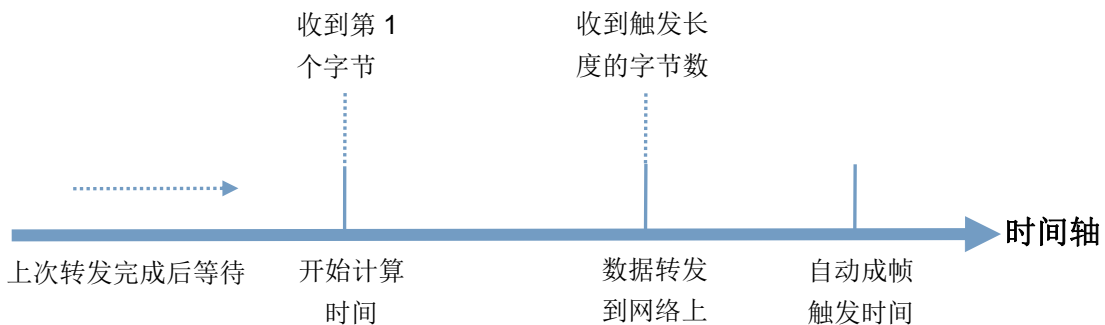 收到第 1
个字节
收到触发长
度的字节数
时间轴
上次转发完成后等待
开始计算
时间
数据转发
到网络上
自动成帧
触发时间